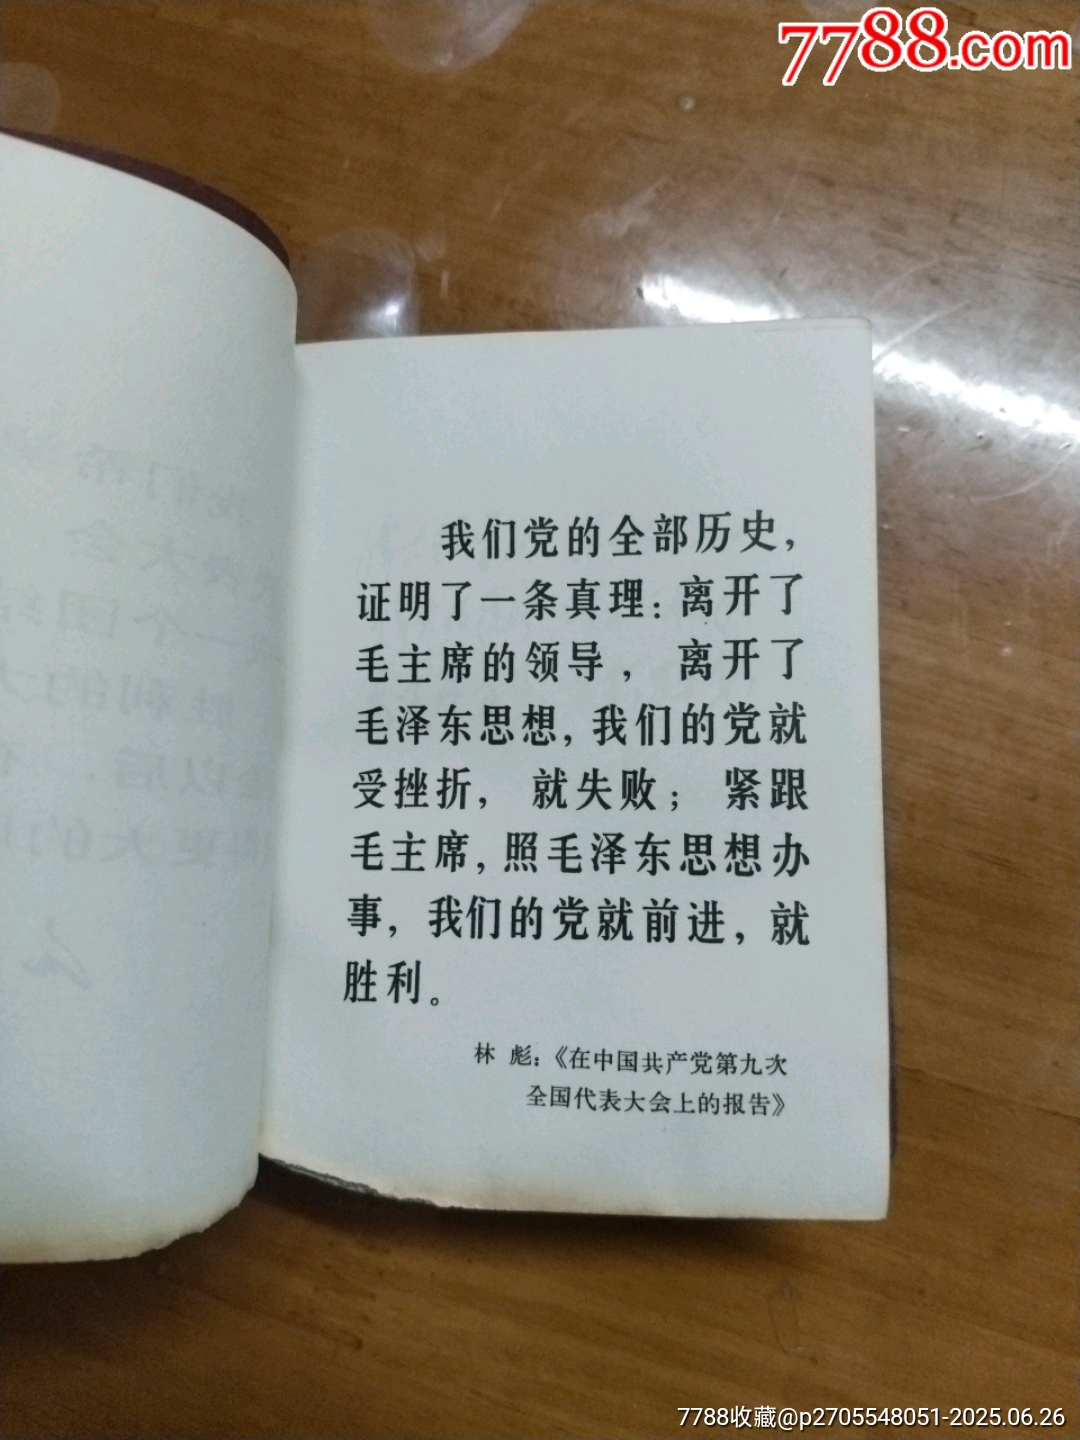 7788.com
我们党的全部历史，
证明了一条真理：离开了
毛主席的领导，离开了
毛泽东思想，我们的党就
受挫折，就失败；紧跟
毛主席，照毛泽东思想办
事，我们的党就前进，就
胜利。
林 彪：《在中国共产党第九次
全国代表大会上的报告》
7788收藏@p2705548051-2025.06.26